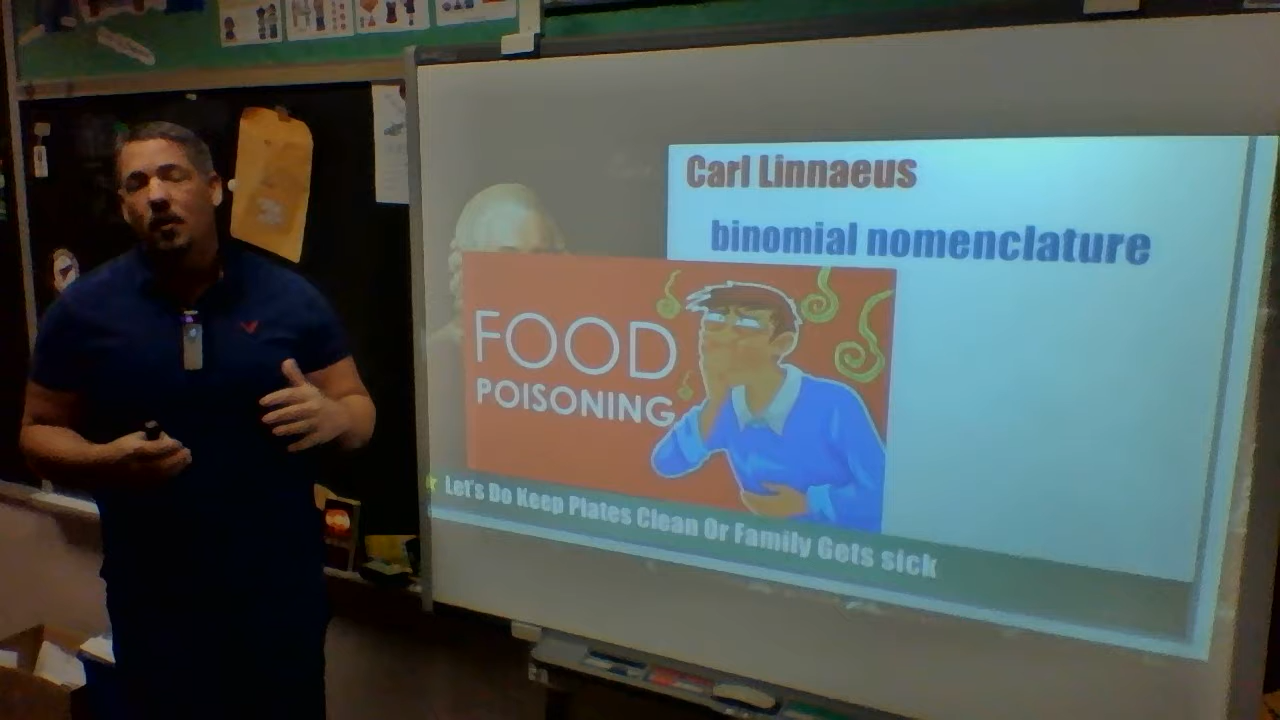 Carl Linnaeus
binomial nomenclature
FOOD
POISONING
Let's Do Keep Plates Clean Or Family Gets sick